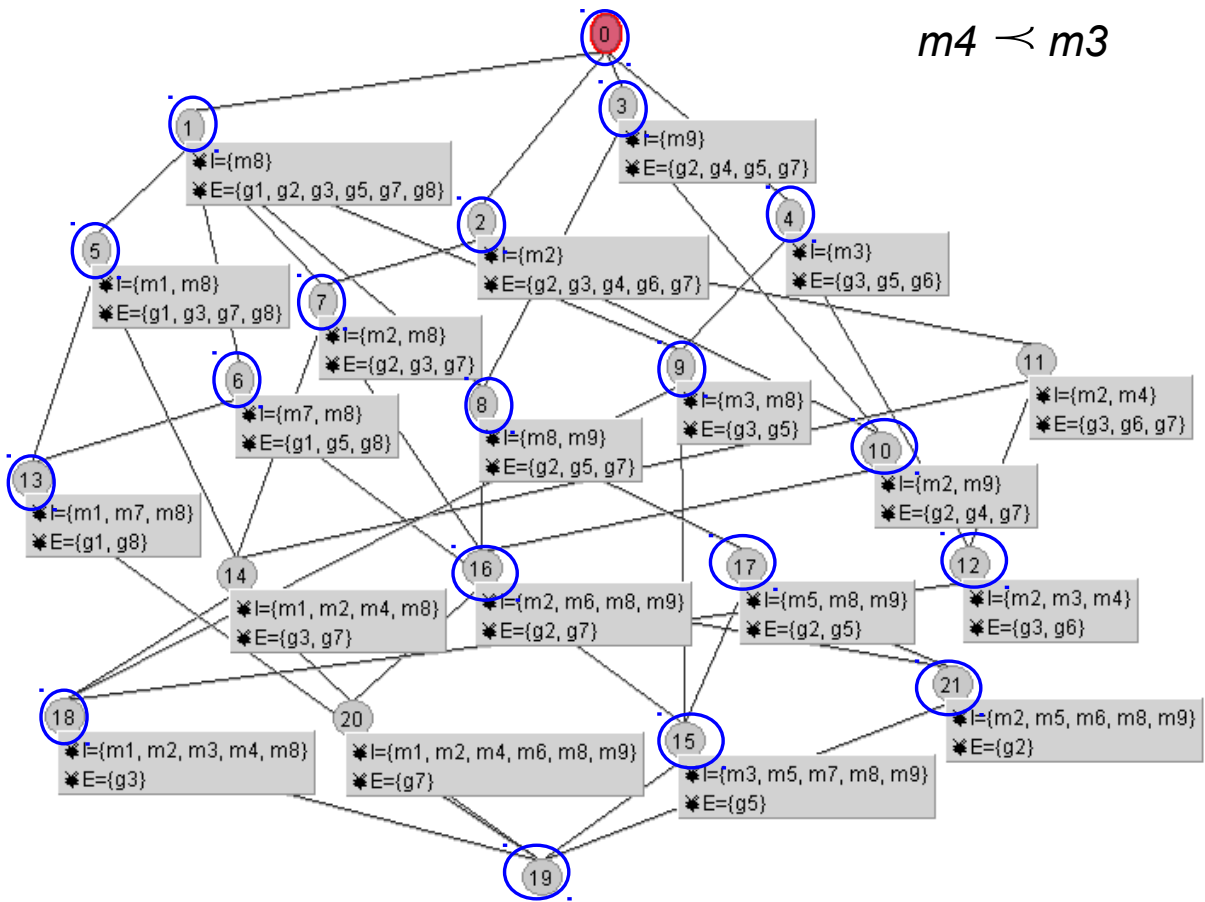 0
m4 ≺ m3
3
1
I={m9}
E={g2, g4, g5, g7}
I={m8}
E={g1, g2, g3, g5, g7, g8}
2
4
5
I={m2}
E={g2, g3, g4, g6, g7}
I={m3}
E={g3, g5, g6}
I={m1, m8}
E={g1, g3, g7, g8}
7
I={m2, m8}
E={g2, g3, g7}
9
11
6
I={m3, m8}
E={g3, g5}
I={m2, m4}
E={g3, g6, g7}
8
I={m7, m8}
E={g1, g5, g8}
I={m8, m9}
E={g2, g5, g7}
10
I={m2, m9}
E={g2, g4, g7}
13
I={m1, m7, m8}
E={g1, g8}
14
16
17
12
I={m1, m2, m4, m8}
E={g3, g7}
I={m2, m6, m8, m9}
E={g2, g7}
I={m5, m8, m9}
E={g2, g5}
I={m2, m3, m4}
E={g3, g6}
21
I={m2, m5, m6, m8, m9}
E={g2}
18
20
15
I={m1, m2, m3, m4, m8}
E={g3}
I={m1, m2, m4, m6, m8, m9}
E={g7}
I={m3, m5, m7, m8, m9}
E={g5}
19